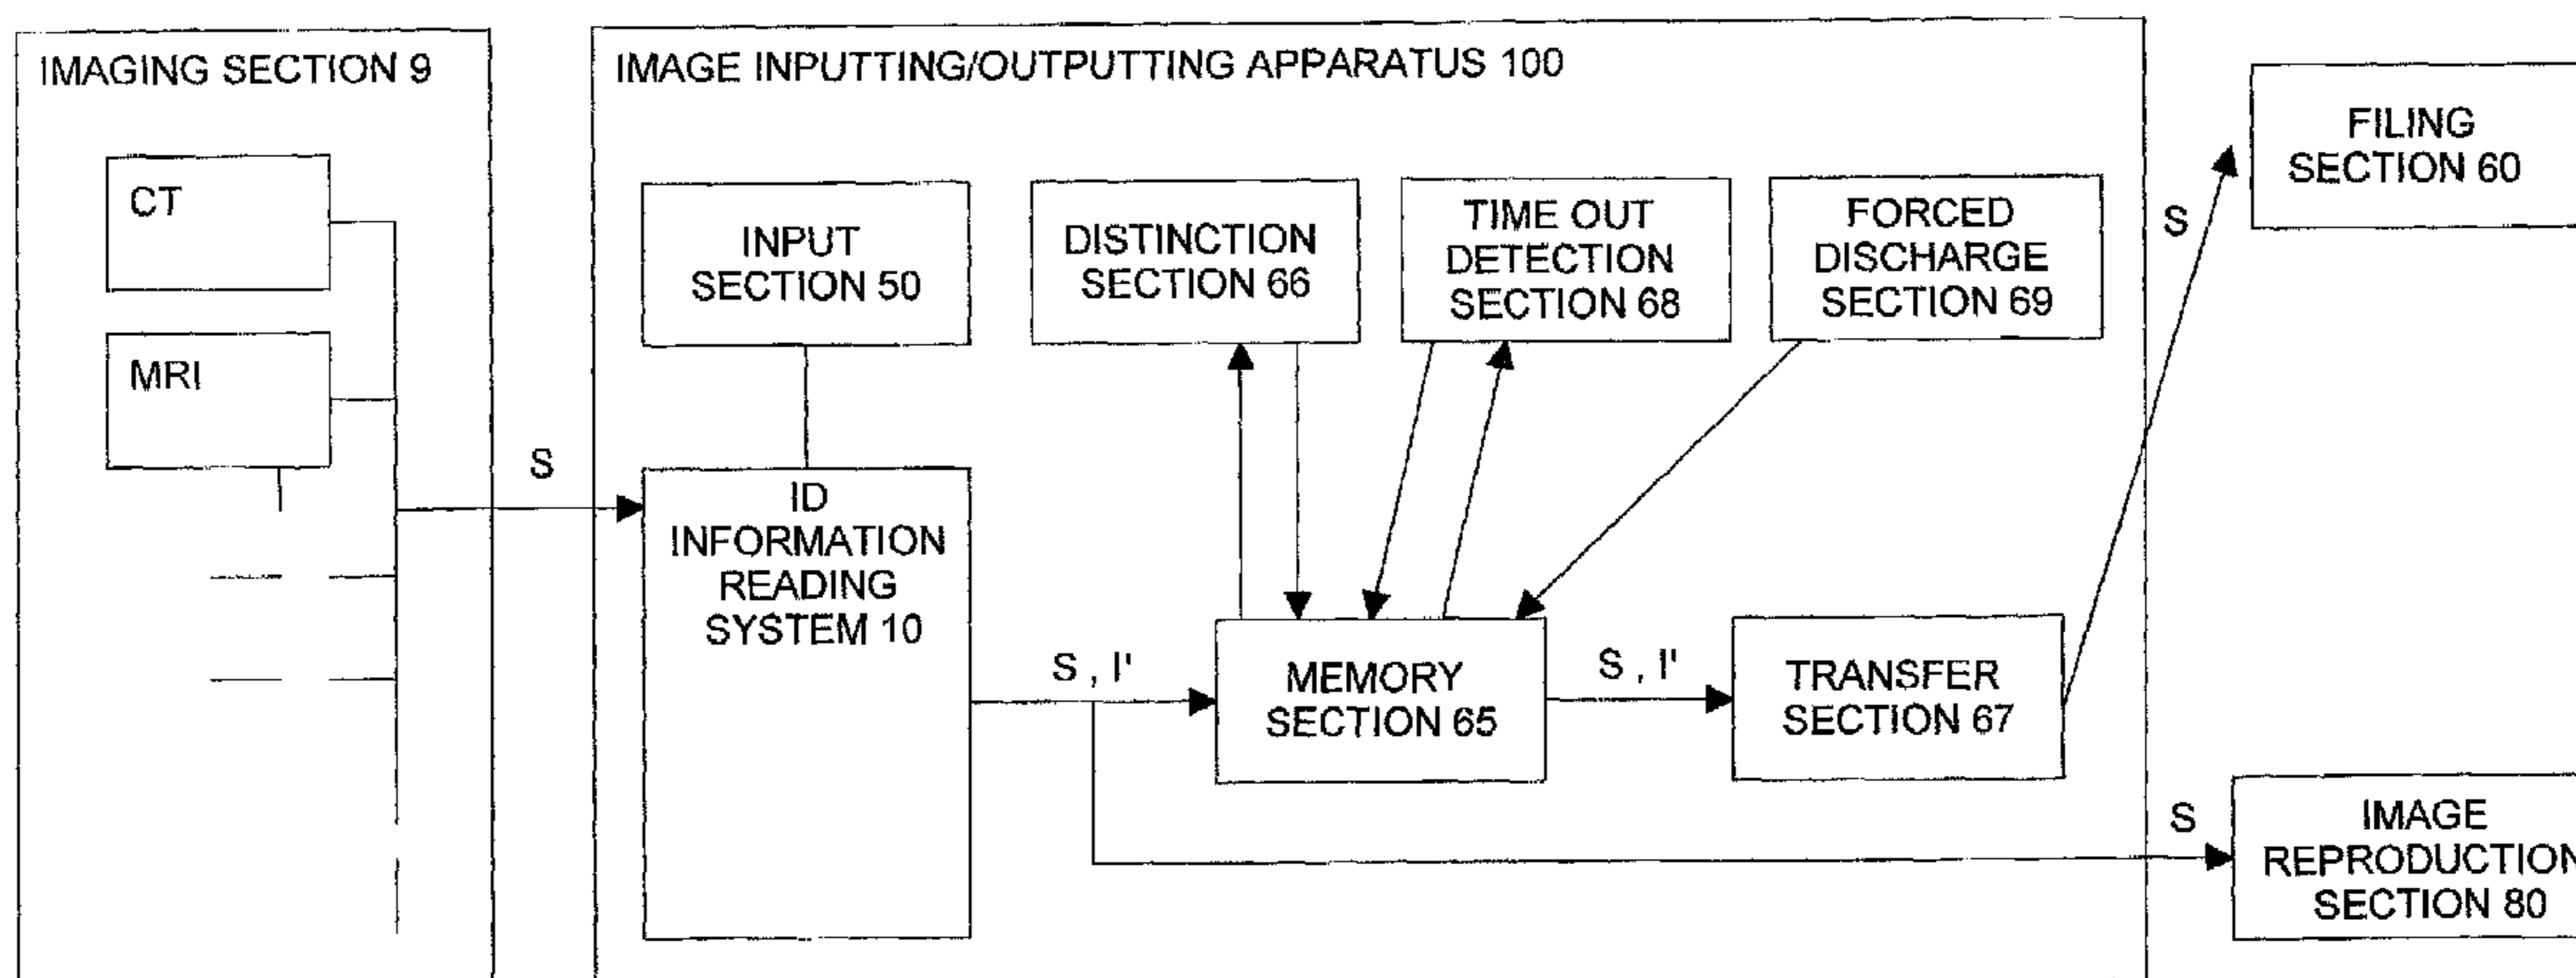 IMAGING SECTION 9
IMAGE INPUTTING/OUTPUTTING APPARATUS 100
CT
MRI
S
INPUT
SECTION 50
ID
INFORMATION
READING
SYSTEM 10
DISTINCTION
SECTION 66
TIME OUT
DETECTION
SECTION 68
FORCED
DISCHARGE
SECTION 69
S , I'
MEMORY
SECTION 65
S , I'
TRANSFER
SECTION 67
S
FILING
SECTION 60
S
IMAGE
REPRODUCTION
SECTION 80